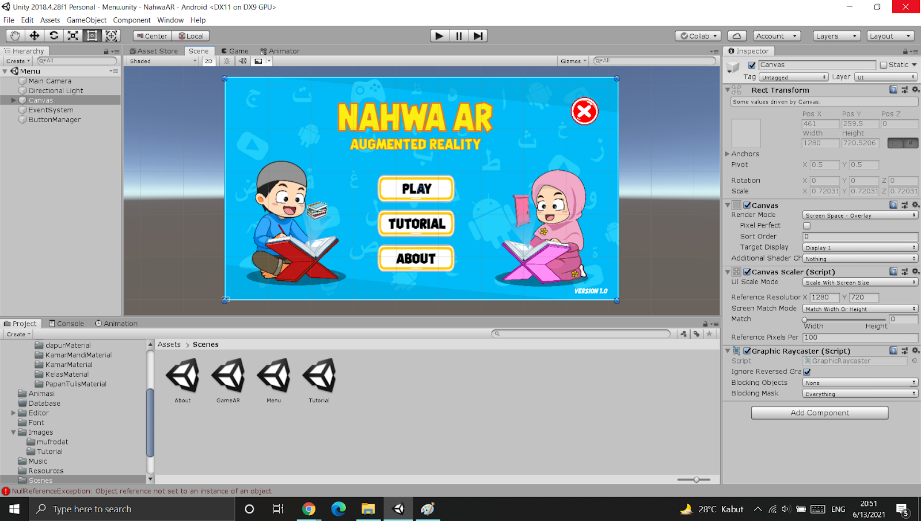 Unity 2018.4.28f1 Personal - Menu.unity - NahwaAR - Android <DX11 on DX9 GPU>
File Edit Assets GameObject Component Window Help
Center Local Collab Account Layers Layout
Hierarchy Asset Store Scene Game Animator Inspector
Create All Shaded 2D Gizmos All
Menu
Main Camera
Directional Light
Canvas
EventSystem
ButtonManager
NAHWA AR
AUGMENTED REALITY
PLAY
TUTORIAL
ABOUT
VERSION 1.0
Canvas Static
Tag Untagged Layer UI
Rect Transform
Some values driven by Canvas.
Pos X Pos Y Pos Z
461 259.5 0
Width Height
1280 720.5206
Anchors
Pivot X 0.5 Y 0.5
Rotation X 0 Y 0 Z 0
Scale X 0.72031 Y 0.72031 Z 0.72031
Canvas
Render Mode Screen Space - Overlay
Pixel Perfect
Sort Order 0
Target Display Display 1
Additional Shader Ch Nothing
Canvas Scaler (Script)
UI Scale Mode Scale With Screen Size
Reference Resolution X 1280 Y 720
Screen Match Mode Match Width Or Height
Match 0
Width Height
Reference Pixels Per 100
Graphic Raycaster (Script)
Script GraphicRaycaster
Ignore Reversed Gra
Blocking Objects None
Blocking Mask Everything
Add Component
Project Console Animation
Create
dapurMaterial
KamarMandiMaterial
KamarMaterial
KelasMaterial
PapanTulisMaterial
Animasi
Database
Editor
Font
Images
mufrodat
Tutorial
Music
Resources
Scenes
Assets > Scenes
About GameAR Menu Tutorial
NullReferenceException: Object reference not set to an instance of an object
Type here to search
28°C Kabut ENG 20:51 6/13/2021 5